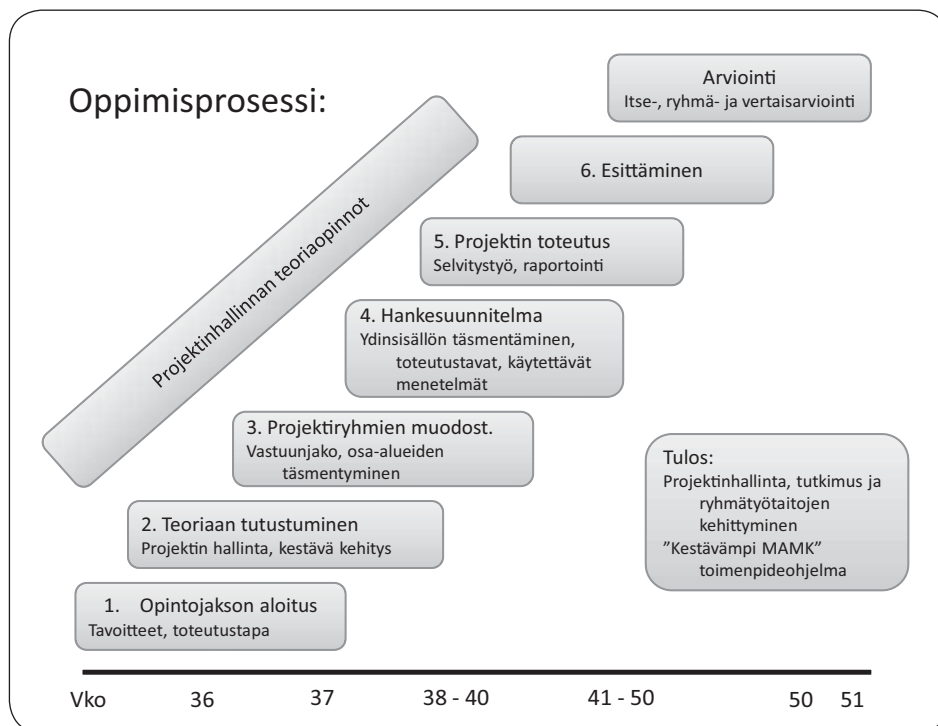 Oppimisprosessi:
Arviointi
Itse-, ryhmä- ja vertaisarviointi
6. Esittäminen
Projektinhallinnan teoriaopinnot
5. Projektin toteutus
Selvitystyö, raportointi
4. Hankesuunnitelma
Ydinsisällön täsmentäminen,
toteutustavat, käytettävät
menetelmät
3. Projektiryhmien muodost.
Vastuunjako, osa-alueiden
täsmentyminen
Tulos:
Projektinhallinta, tutkimus ja
ryhmätyötaitojen
kehittyminen
”Kestävämpi MAMK”
toimenpideohjelma
2. Teoriaan tutustuminen
Projektin hallinta, kestävä kehitys
1. Opintojakson aloitus
Tavoitteet, toteutustapa
Vko 36 37 38 - 40 41 - 50 50 51